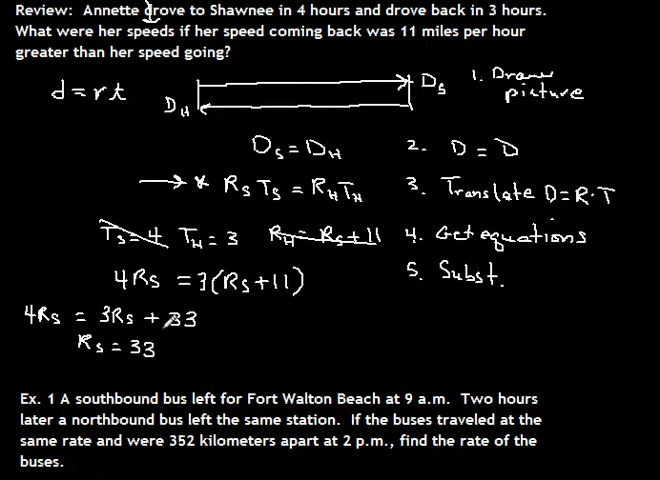 Review: Annette drove to Shawnee in 4 hours and drove back in 3 hours.
What were her speeds if her speed coming back was 11 miles per hour
greater than her speed going?
d = rt
D_H
D_S
1. Draw
picture
D_S = D_H
2. D = D
→ * R_S T_S = R_H T_H
3. Translate D = R·T
T_S = 4 T_H = 3 R_H = R_S + 11
4. Get equations
4R_S = 3(R_S + 11)
5. Subst.
4R_S = 3R_S + 33
R_S = 33
Ex. 1 A southbound bus left for Fort Walton Beach at 9 a.m. Two hours
later a northbound bus left the same station. If the buses traveled at the
same rate and were 352 kilometers apart at 2 p.m., find the rate of the
buses.